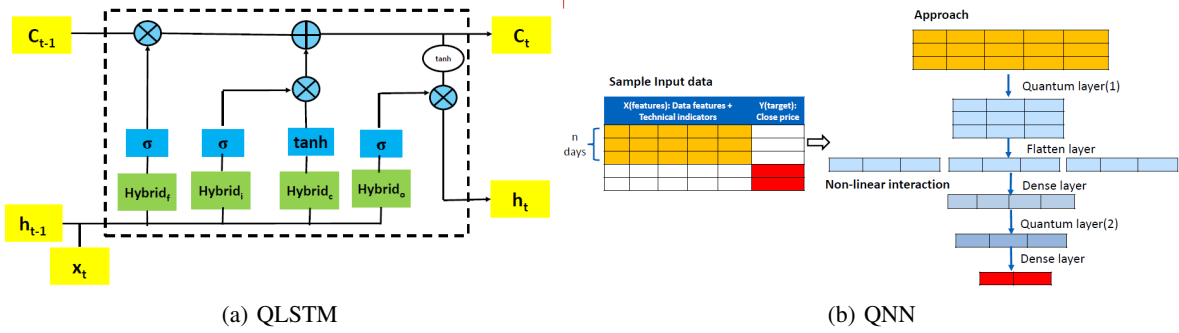 C_{t-1}
C_t
tanh
σ
σ
tanh
σ
Hybrid_f
Hybrid_i
Hybrid_c
Hybrid_o
h_{t-1}
h_t
x_t
(a) QLSTM
Approach
Sample Input data
X(features): Data features +
Technical indicators
Y(target):
Close price
n
days
Quantum layer(1)
Flatten layer
Non-linear interaction
Dense layer
Quantum layer(2)
Dense layer
(b) QNN